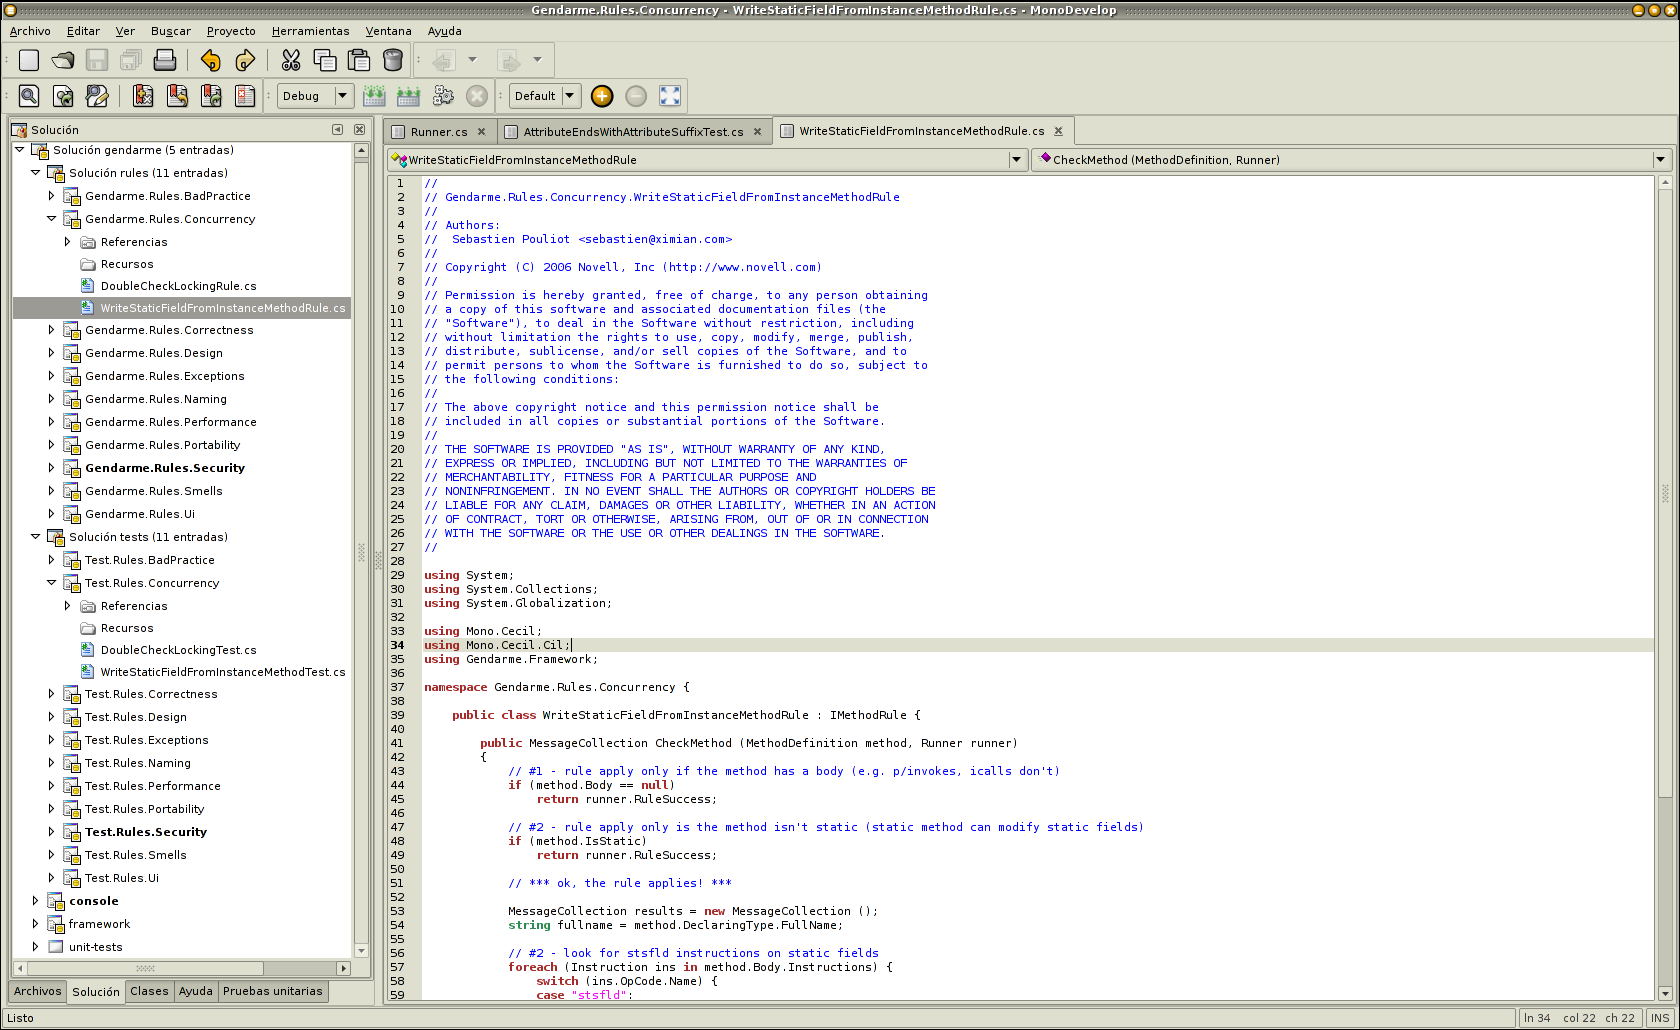 Gendarme.Rules.Concurrency - WriteStaticFieldFromInstanceMethodRule.cs - MonoDevelop
Archivo Editar Ver Buscar Proyecto Herramientas Ventana Ayuda
Debug Default
Solución
Solución gendarme (5 entradas)
Solución rules (11 entradas)
Gendarme.Rules.BadPractice
Gendarme.Rules.Concurrency
Referencias
Recursos
DoubleCheckLockingRule.cs
WriteStaticFieldFromInstanceMethodRule.cs
Gendarme.Rules.Correctness
Gendarme.Rules.Design
Gendarme.Rules.Exceptions
Gendarme.Rules.Naming
Gendarme.Rules.Performance
Gendarme.Rules.Portability
Gendarme.Rules.Security
Gendarme.Rules.Smells
Gendarme.Rules.Ui
Solución tests (11 entradas)
Test.Rules.BadPractice
Test.Rules.Concurrency
Referencias
Recursos
DoubleCheckLockingTest.cs
WriteStaticFieldFromInstanceMethodTest.cs
Test.Rules.Correctness
Test.Rules.Design
Test.Rules.Exceptions
Test.Rules.Naming
Test.Rules.Performance
Test.Rules.Portability
Test.Rules.Security
Test.Rules.Smells
Test.Rules.Ui
console
framework
unit-tests
Archivos Solución Clases Ayuda Pruebas unitarias
Runner.cs AttributeEndsWithAttributeSuffixTest.cs WriteStaticFieldFromInstanceMethodRule.cs
WriteStaticFieldFromInstanceMethodRule CheckMethod (MethodDefinition, Runner)
1 //
2 // Gendarme.Rules.Concurrency.WriteStaticFieldFromInstanceMethodRule
3 //
4 // Authors:
5 //  Sebastien Pouliot <sebastien@ximian.com>
6 //
7 // Copyright (C) 2006 Novell, Inc (http://www.novell.com)
8 //
9 // Permission is hereby granted, free of charge, to any person obtaining
10 // a copy of this software and associated documentation files (the
11 // "Software"), to deal in the Software without restriction, including
12 // without limitation the rights to use, copy, modify, merge, publish,
13 // distribute, sublicense, and/or sell copies of the Software, and to
14 // permit persons to whom the Software is furnished to do so, subject to
15 // the following conditions:
16 //
17 // The above copyright notice and this permission notice shall be
18 // included in all copies or substantial portions of the Software.
19 //
20 // THE SOFTWARE IS PROVIDED "AS IS", WITHOUT WARRANTY OF ANY KIND,
21 // EXPRESS OR IMPLIED, INCLUDING BUT NOT LIMITED TO THE WARRANTIES OF
22 // MERCHANTABILITY, FITNESS FOR A PARTICULAR PURPOSE AND
23 // NONINFRINGEMENT. IN NO EVENT SHALL THE AUTHORS OR COPYRIGHT HOLDERS BE
24 // LIABLE FOR ANY CLAIM, DAMAGES OR OTHER LIABILITY, WHETHER IN AN ACTION
25 // OF CONTRACT, TORT OR OTHERWISE, ARISING FROM, OUT OF OR IN CONNECTION
26 // WITH THE SOFTWARE OR THE USE OR OTHER DEALINGS IN THE SOFTWARE.
27 //
28
29 using System;
30 using System.Collections;
31 using System.Globalization;
32
33 using Mono.Cecil;
34 using Mono.Cecil.Cil;
35 using Gendarme.Framework;
36
37 namespace Gendarme.Rules.Concurrency {
38
39 public class WriteStaticFieldFromInstanceMethodRule : IMethodRule {
40
41 public MessageCollection CheckMethod (MethodDefinition method, Runner runner)
42 {
43 // #1 - rule apply only if the method has a body (e.g. p/invokes, icalls don't)
44 if (method.Body == null)
45 return runner.RuleSuccess;
46
47 // #2 - rule apply only is the method isn't static (static method can modify static fields)
48 if (method.IsStatic)
49 return runner.RuleSuccess;
50
51 // *** ok, the rule applies! ***
52
53 MessageCollection results = new MessageCollection ();
54 string fullname = method.DeclaringType.FullName;
55
56 // #2 - look for stsfld instructions on static fields
57 foreach (Instruction ins in method.Body.Instructions) {
58 switch (ins.OpCode.Name) {
59 case "stsfld":
Listo ln 34 col 22 ch 22 INS